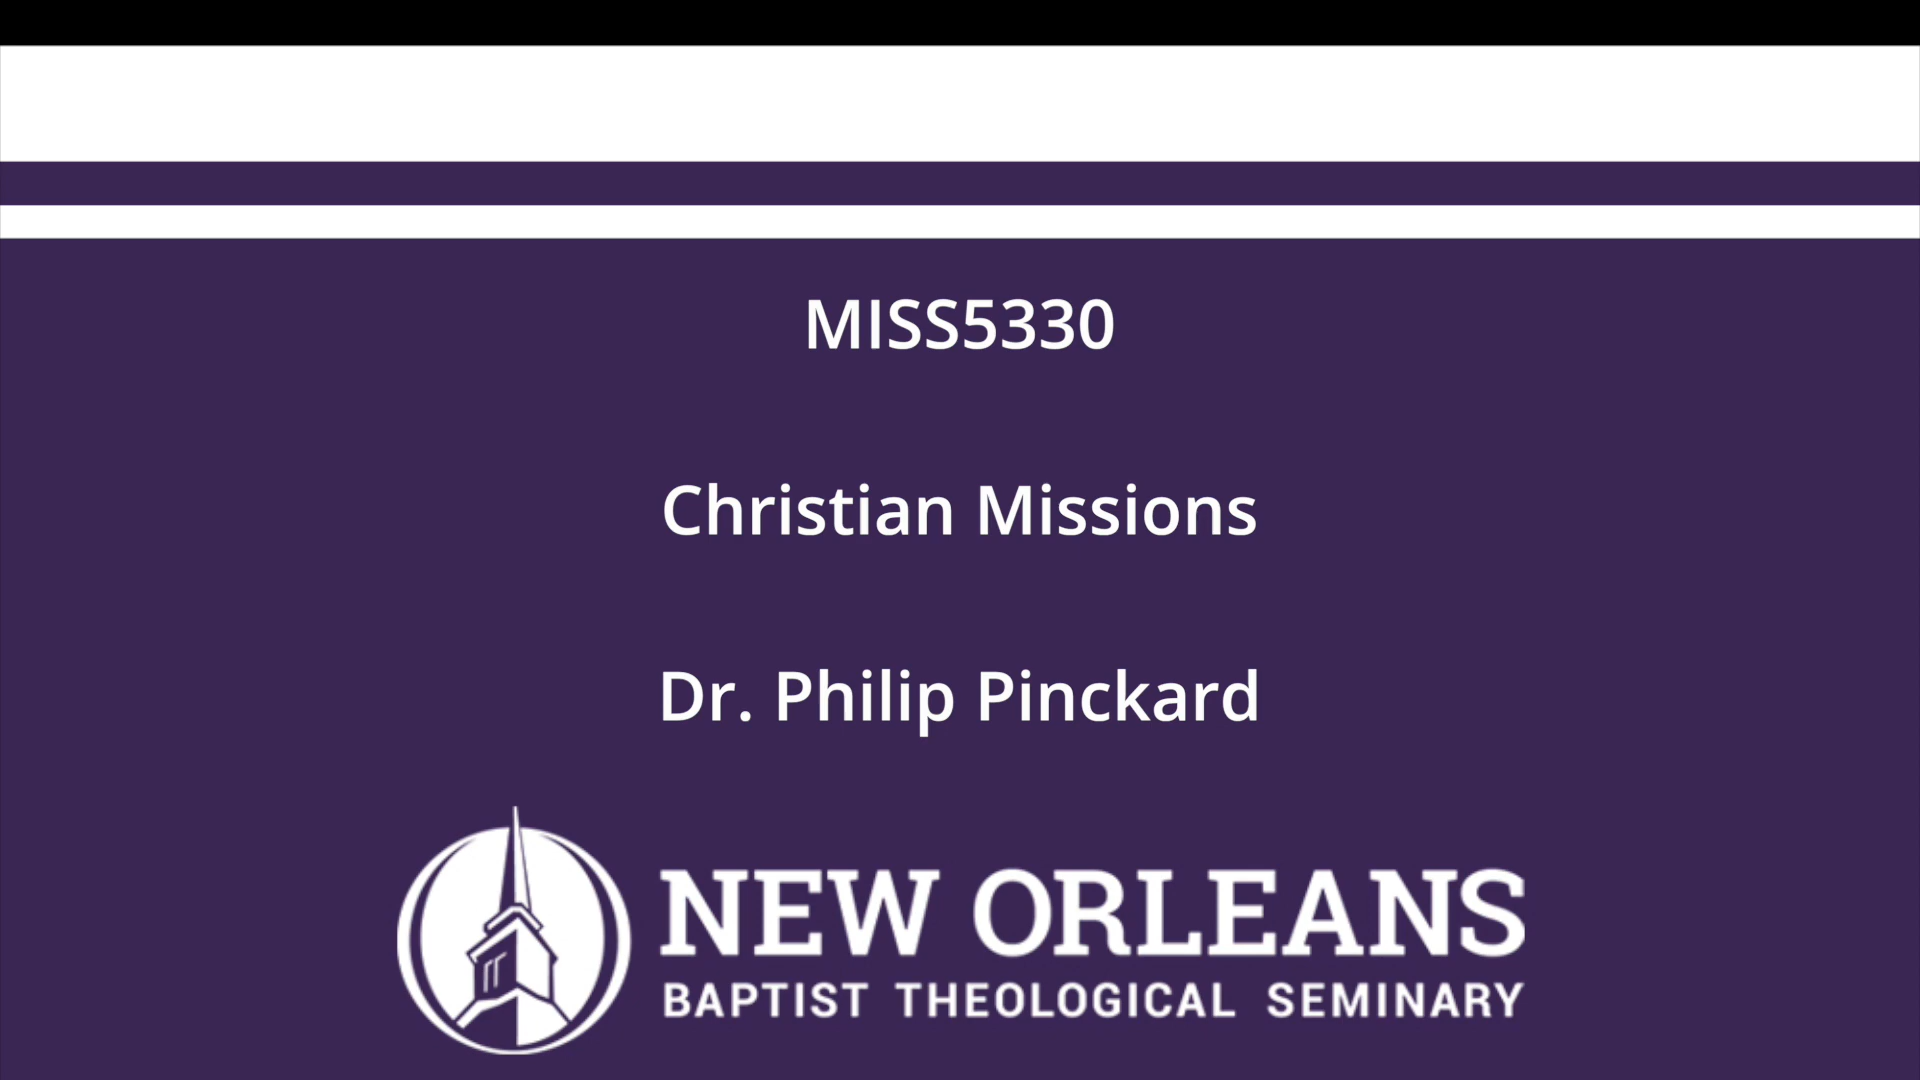 MISS5330
Christian Missions
Dr. Philip Pinckard
NEW ORLEANS
BAPTIST THEOLOGICAL SEMINARY